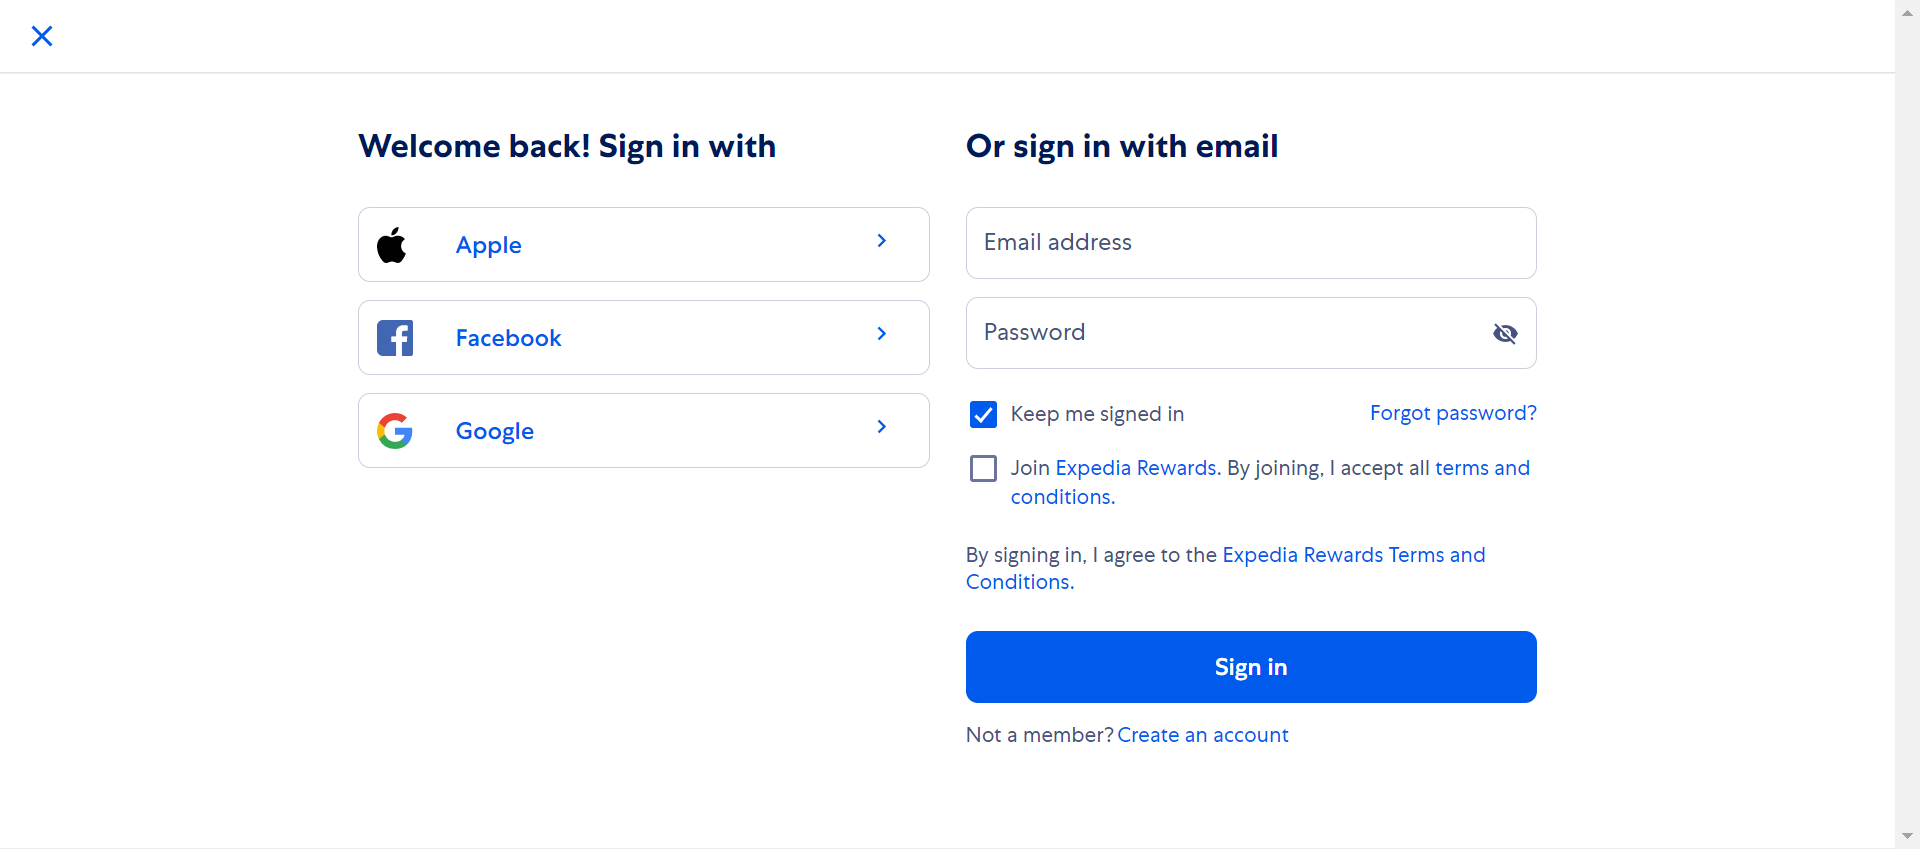 Welcome back! Sign in with
Apple
Facebook
Google
Or sign in with email
Email address
Password
Keep me signed in
Forgot password?
Join Expedia Rewards. By joining, I accept all terms and
conditions.
By signing in, I agree to the Expedia Rewards Terms and
Conditions.
Sign in
Not a member? Create an account